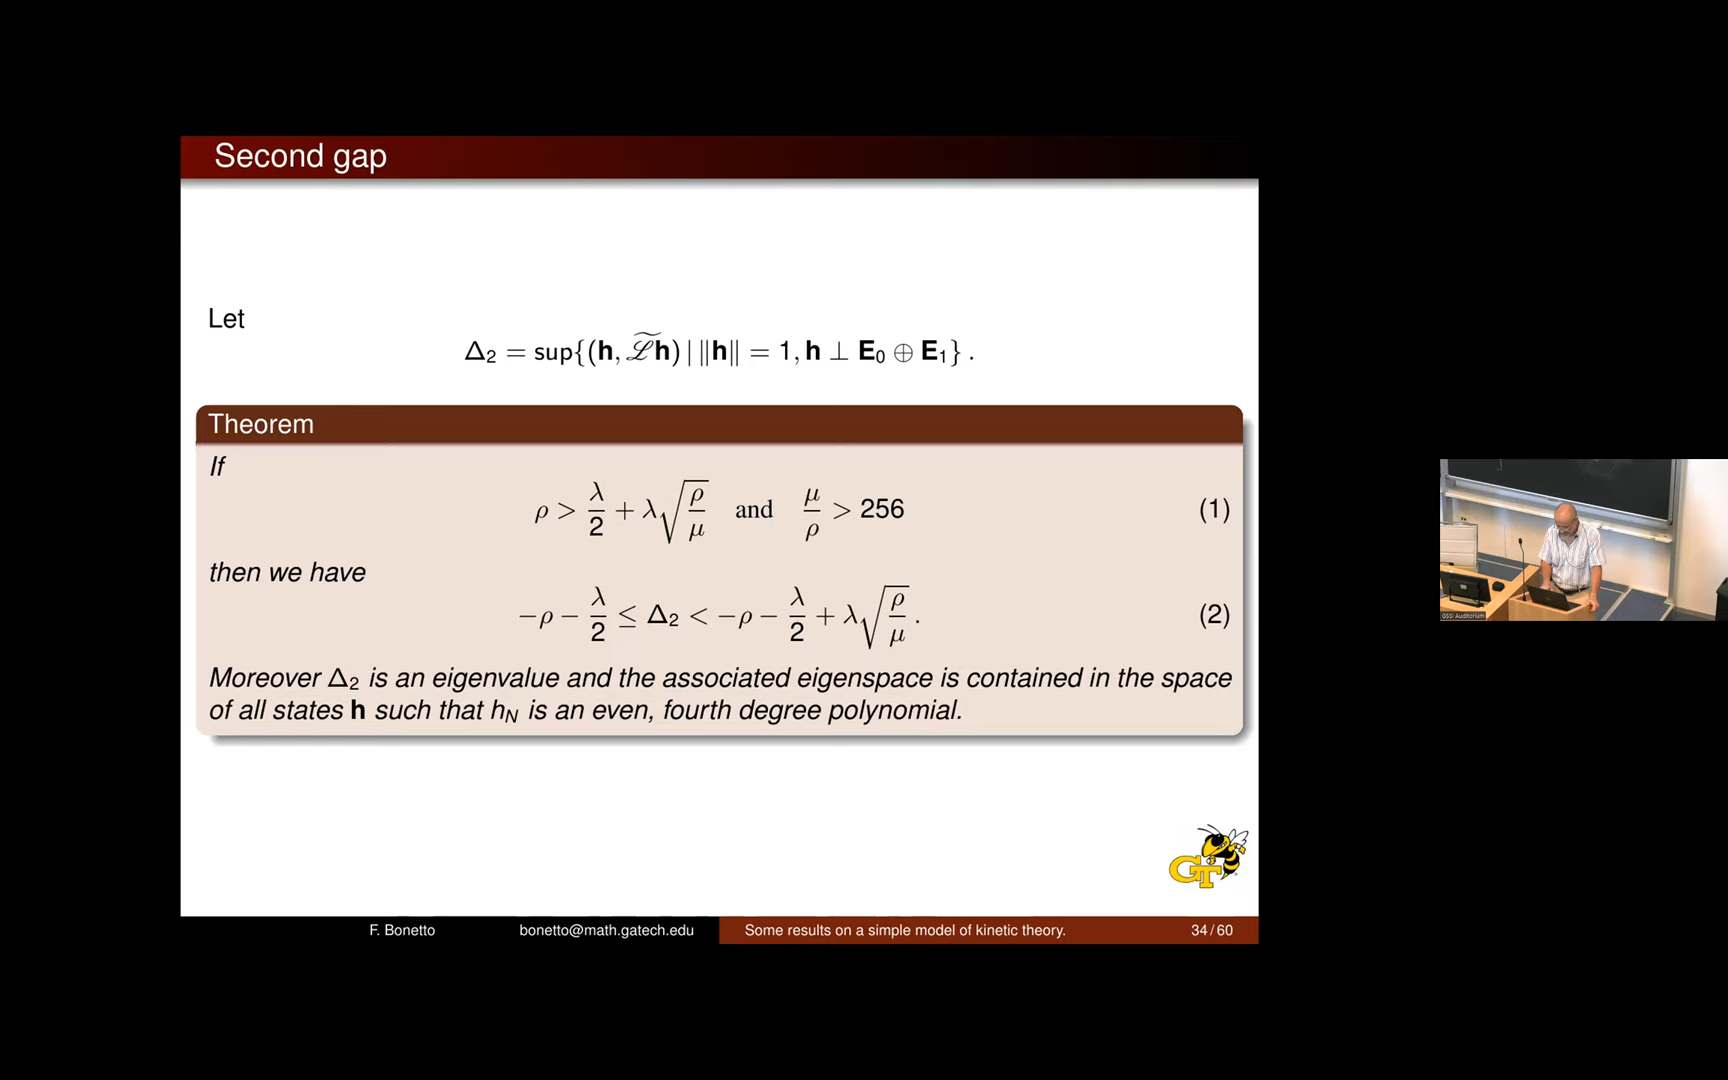 Second gap
Let
Δ₂ = sup{(h, ℒ̃h) | ‖h‖ = 1, h ⊥ E₀ ⊕ E₁} .
Theorem
If
ρ > λ/2 + λ√(ρ/μ) and μ/ρ > 256 (1)
then we have
−ρ − λ/2 ≤ Δ₂ < −ρ − λ/2 + λ√(ρ/μ) . (2)
Moreover Δ₂ is an eigenvalue and the associated eigenspace is contained in the space
of all states h such that h_N is an even, fourth degree polynomial.
GT
F. Bonetto bonetto@math.gatech.edu Some results on a simple model of kinetic theory. 34/60
GSSI Auditorium